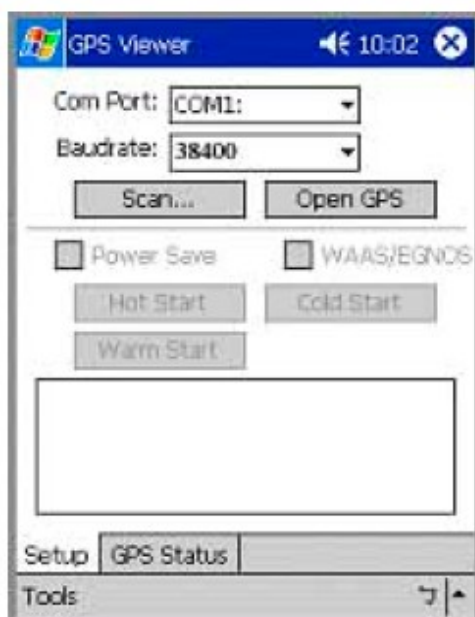 GPS Viewer 10:02
Com Port: COM1:
Baudrate: 38400
Scan... Open GPS
Power Save WAAS/EGNOS
Hot Start Cold Start
Warm Start
Setup GPS Status
Tools